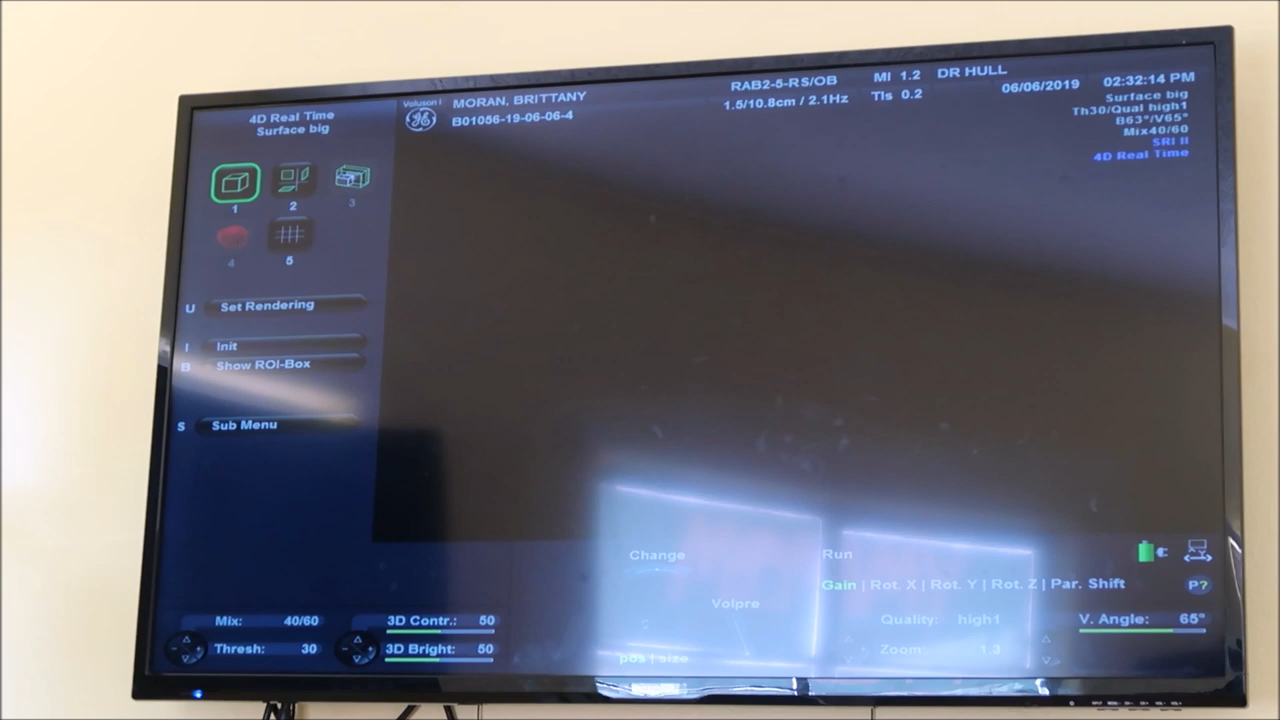 4D Real Time
Surface big
1
2
3
4
5
U Set Rendering
I Init
B Show ROI-Box
S Sub Menu
Mix: 40/60
Thresh: 30
3D Contr.: 50
3D Bright: 50
Voluson i
GE
MORAN, BRITTANY
B01056-19-06-06-4
RAB2-5-RS/OB
1.5/10.8cm / 2.1Hz
MI 1.2
TIs 0.2
DR HULL
06/06/2019 02:32:14 PM
Surface big
Th30/Qual high1
B63°/V65°
Mix40/60
SRI II
4D Real Time
Change
Volpre
pos | size
Run
Gain | Rot. X | Rot. Y | Rot. Z | Par. Shift
P?
Quality: high1
Zoom: 1.3
V. Angle: 65°